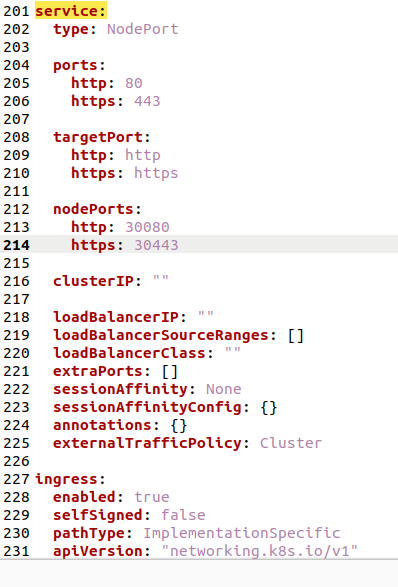 201 service:
202   type: NodePort
203
204   ports:
205     http: 80
206     https: 443
207
208   targetPort:
209     http: http
210     https: https
211
212   nodePorts:
213     http: 30080
214     https: 30443
215
216   clusterIP: ""
217
218   loadBalancerIP: ""
219   loadBalancerSourceRanges: []
220   loadBalancerClass: ""
221   extraPorts: []
222   sessionAffinity: None
223   sessionAffinityConfig: {}
224   annotations: {}
225   externalTrafficPolicy: Cluster
226
227 ingress:
228   enabled: true
229   selfSigned: false
230   pathType: ImplementationSpecific
231   apiVersion: "networking.k8s.io/v1"